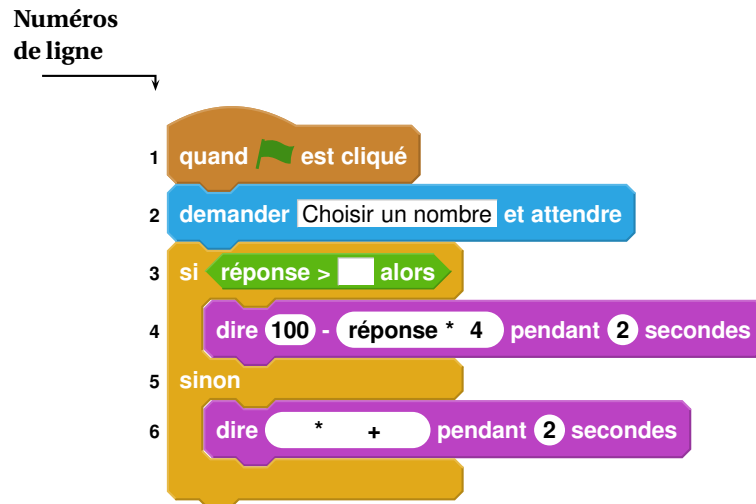 Numéros
de ligne
1 quand est cliqué
2 demander Choisir un nombre et attendre
3 si réponse > alors
4 dire 100 - réponse * 4 pendant 2 secondes
5 sinon
6 dire * + pendant 2 secondes